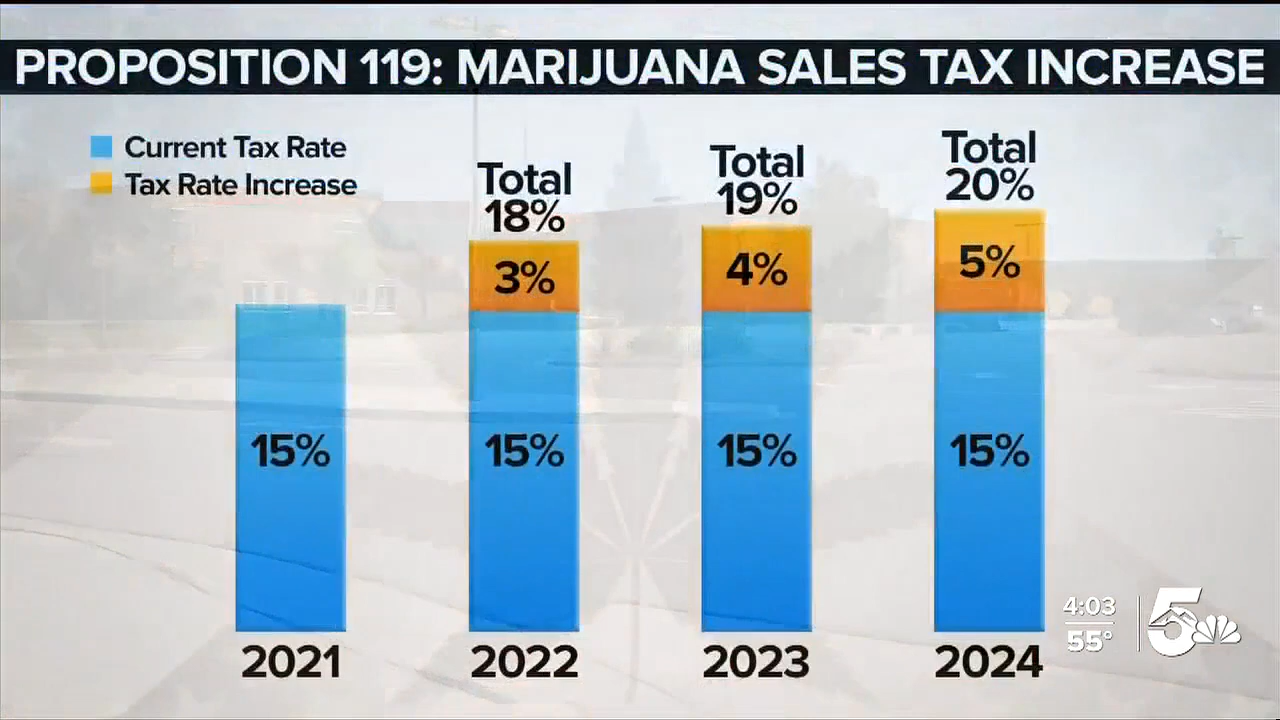 PROPOSITION 119: MARIJUANA SALES TAX INCREASE
Current Tax Rate
Tax Rate Increase
Total
18%
Total
19%
Total
20%
3%
4%
5%
15%
15%
15%
15%
2021
2022
2023
2024
4:03
55°
5